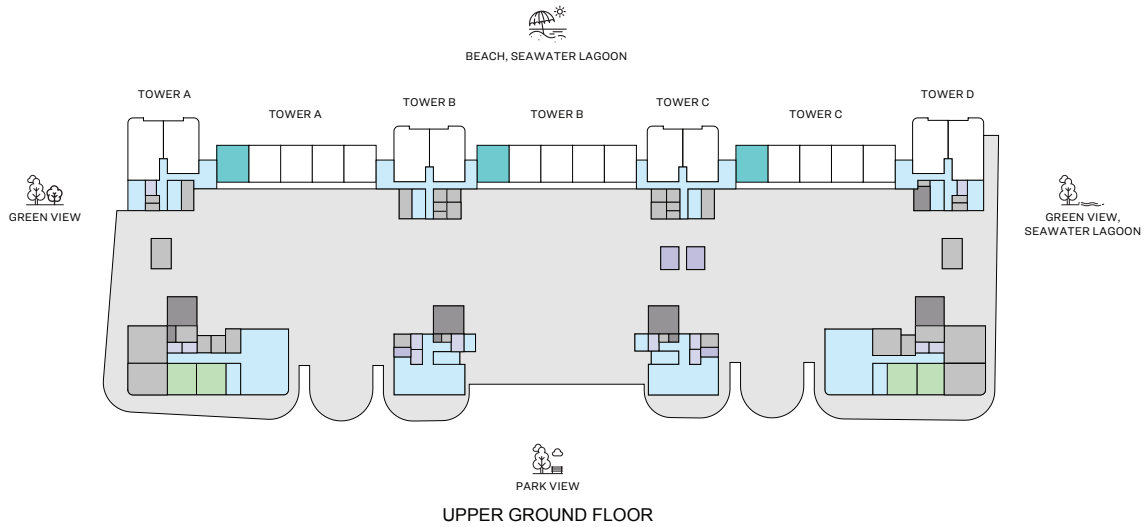 BEACH, SEAWATER LAGOON
TOWER A
TOWER A
TOWER B
TOWER B
TOWER C
TOWER C
TOWER D
GREEN VIEW
GREEN VIEW,
SEAWATER LAGOON
PARK VIEW
UPPER GROUND FLOOR